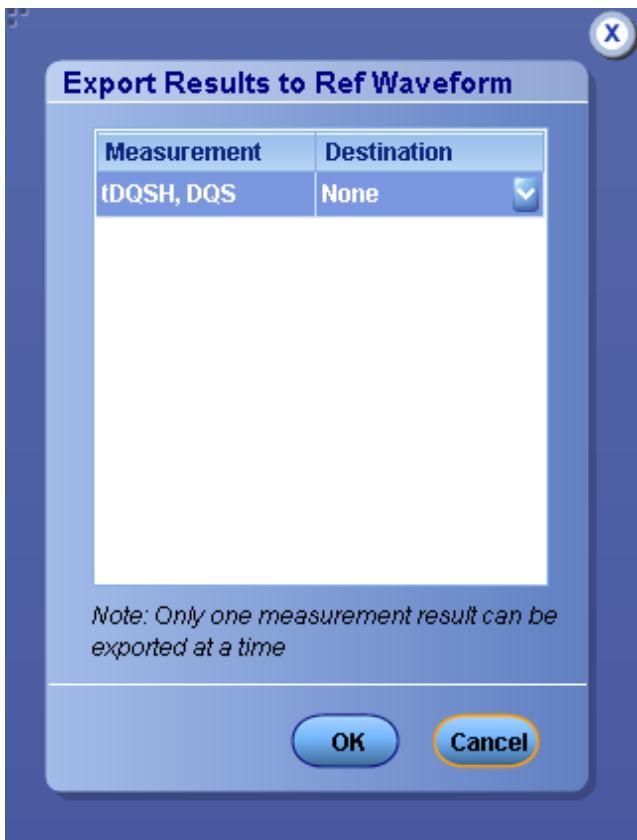 X
Export Results to Ref Waveform
Measurement Destination
tDQSH, DQS None
Note: Only one measurement result can be
exported at a time
OK Cancel